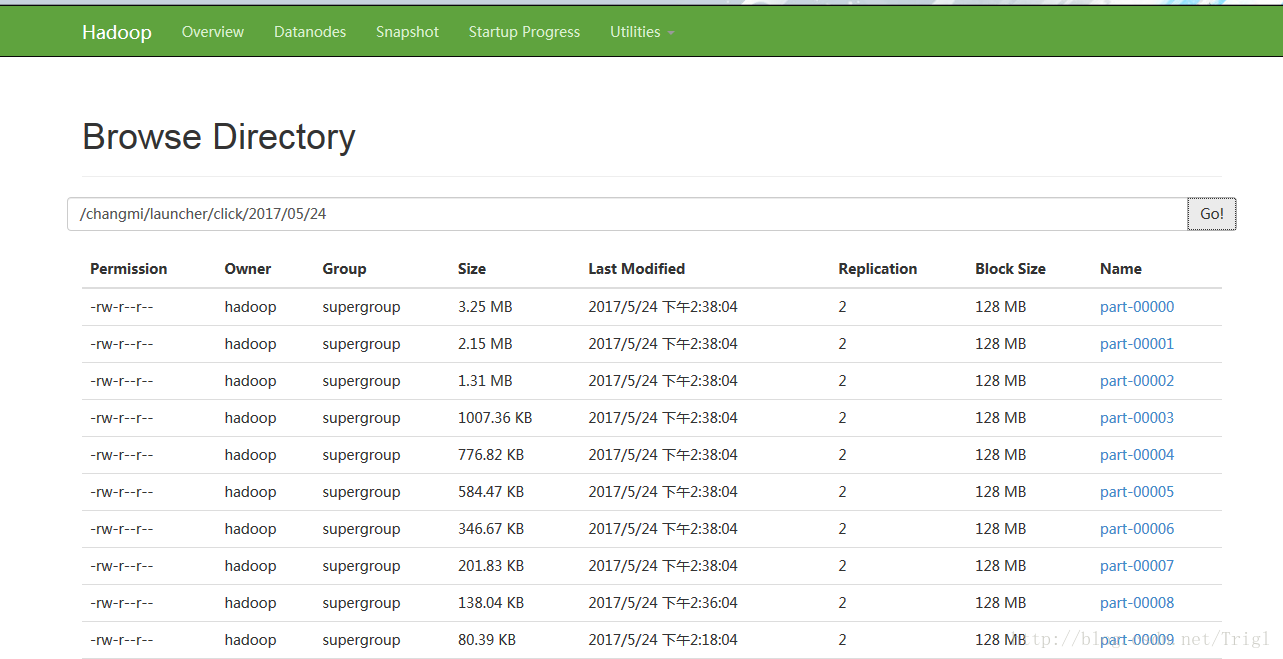 Hadoop Overview Datanodes Snapshot Startup Progress Utilities
Browse Directory
/changmi/launcher/click/2017/05/24 Go!
Permission Owner Group Size Last Modified Replication Block Size Name
-rw-r--r-- hadoop supergroup 3.25 MB 2017/5/24 下午2:38:04 2 128 MB part-00000
-rw-r--r-- hadoop supergroup 2.15 MB 2017/5/24 下午2:38:04 2 128 MB part-00001
-rw-r--r-- hadoop supergroup 1.31 MB 2017/5/24 下午2:38:04 2 128 MB part-00002
-rw-r--r-- hadoop supergroup 1007.36 KB 2017/5/24 下午2:38:04 2 128 MB part-00003
-rw-r--r-- hadoop supergroup 776.82 KB 2017/5/24 下午2:38:04 2 128 MB part-00004
-rw-r--r-- hadoop supergroup 584.47 KB 2017/5/24 下午2:38:04 2 128 MB part-00005
-rw-r--r-- hadoop supergroup 346.67 KB 2017/5/24 下午2:38:04 2 128 MB part-00006
-rw-r--r-- hadoop supergroup 201.83 KB 2017/5/24 下午2:38:04 2 128 MB part-00007
-rw-r--r-- hadoop supergroup 138.04 KB 2017/5/24 下午2:36:04 2 128 MB part-00008
-rw-r--r-- hadoop supergroup 80.39 KB 2017/5/24 下午2:18:04 2 128 MB part-00009